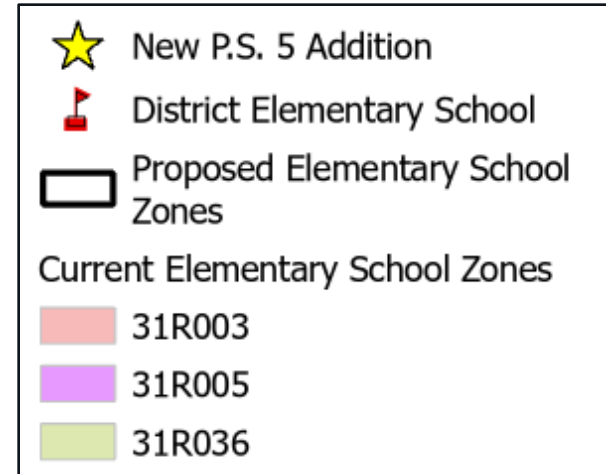 New P.S. 5 Addition
District Elementary School
Proposed Elementary School
Zones
Current Elementary School Zones
31R003
31R005
31R036